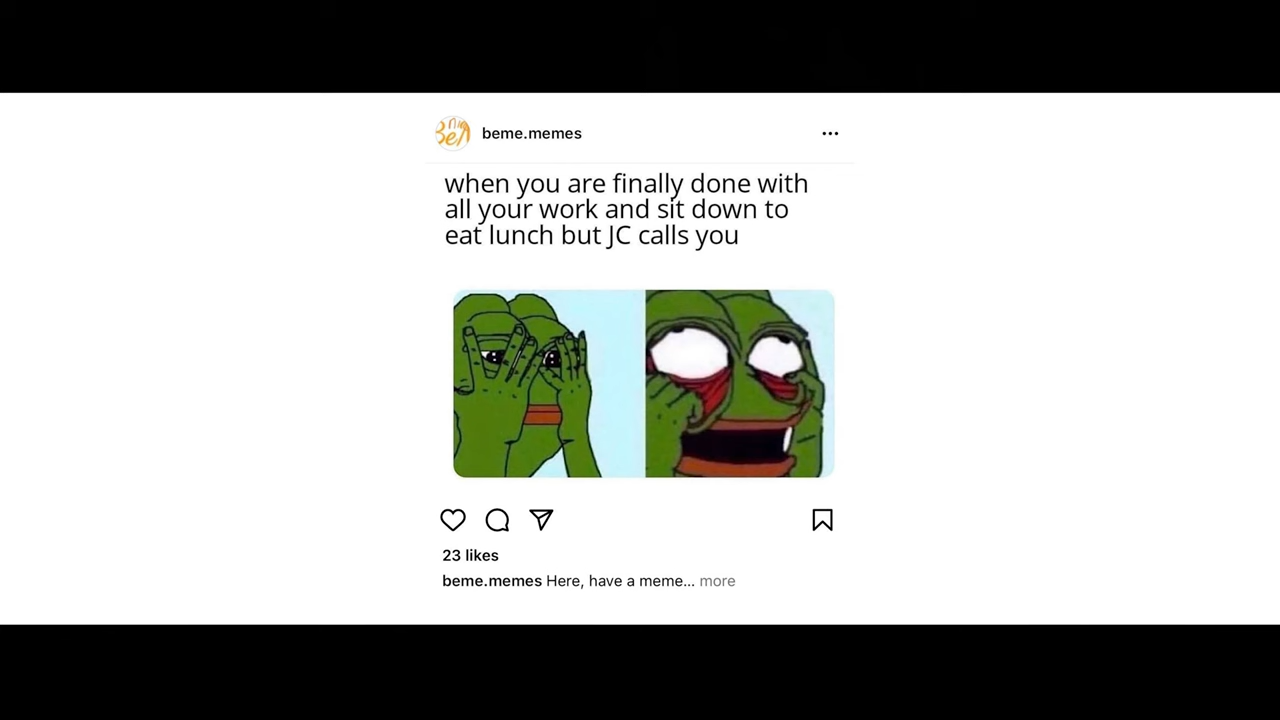 beme.memes
when you are finally done with
all your work and sit down to
eat lunch but JC calls you
23 likes
beme.memes Here, have a meme... more